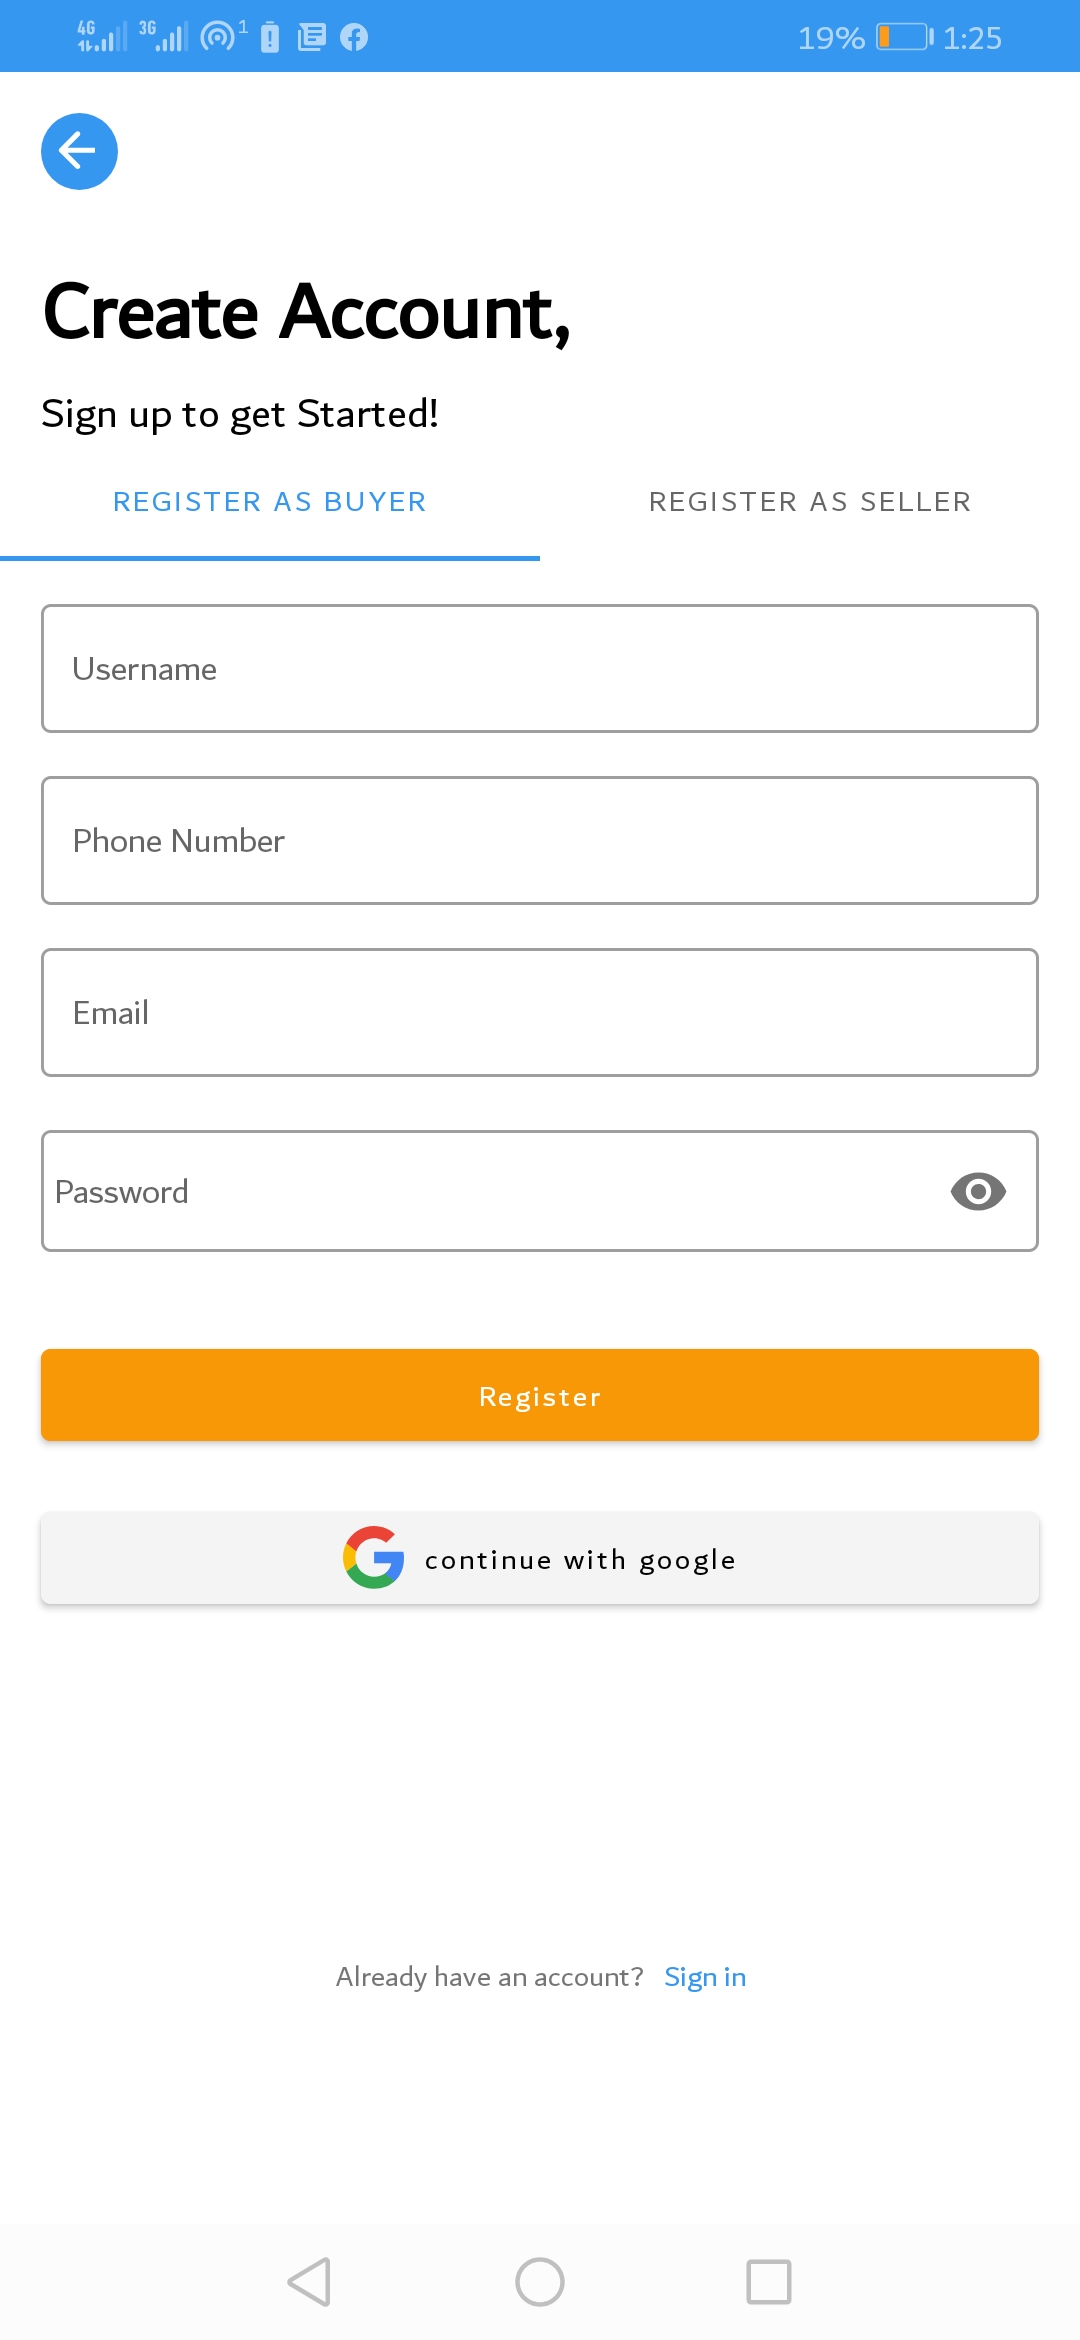 4G 3G 1 19% 1:25
Create Account,
Sign up to get Started!
REGISTER AS BUYER REGISTER AS SELLER
Username
Phone Number
Email
Password
Register
continue with google
Already have an account? Sign in